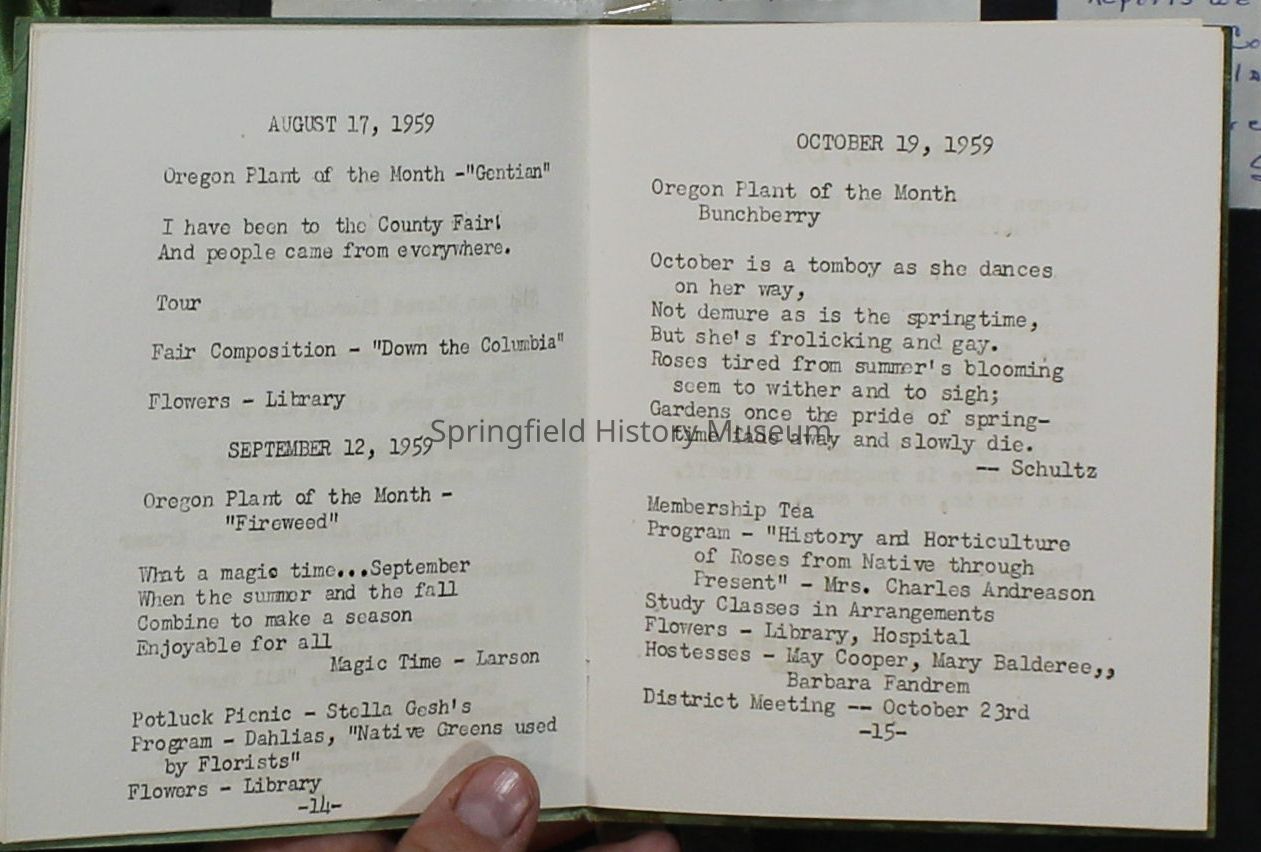 AUGUST 17, 1959
Oregon Plant of the Month -"Gentian"
I have been to the County Fair!
And people came from everywhere.
Tour
Fair Composition - "Down the Columbia"
Flowers - Library
SEPTEMBER 12, 1959
Oregon Plant of the Month -
"Fireweed"
What a magic time...September
When the summer and the fall
Combine to make a season
Enjoyable for all
Magic Time - Larson
Potluck Picnic - Stella Gesh's
Program - Dahlias, "Native Greens used
by Florists"
Flowers - Library
-14-
OCTOBER 19, 1959
Oregon Plant of the Month
Bunchberry
October is a tomboy as she dances
on her way,
Not demure as is the springtime,
But she's frolicking and gay.
Roses tired from summer's blooming
seem to wither and to sigh;
Gardens once the pride of spring-
time fade away and slowly die.
-- Schultz
Membership Tea
Program - "History and Horticulture
of Roses from Native through
Present" - Mrs. Charles Andreason
Study Classes in Arrangements
Flowers - Library, Hospital
Hostesses - May Cooper, Mary Balderee,,
Barbara Fandrem
District Meeting -- October 23rd
-15-
Springfield History Museum